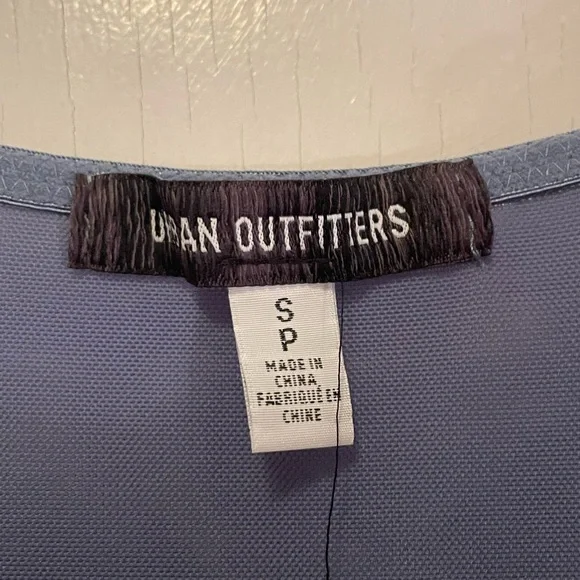 URBAN OUTFITTERS
S
P
MADE IN
CHINA,
FABRIQUÉ EN
CHINE